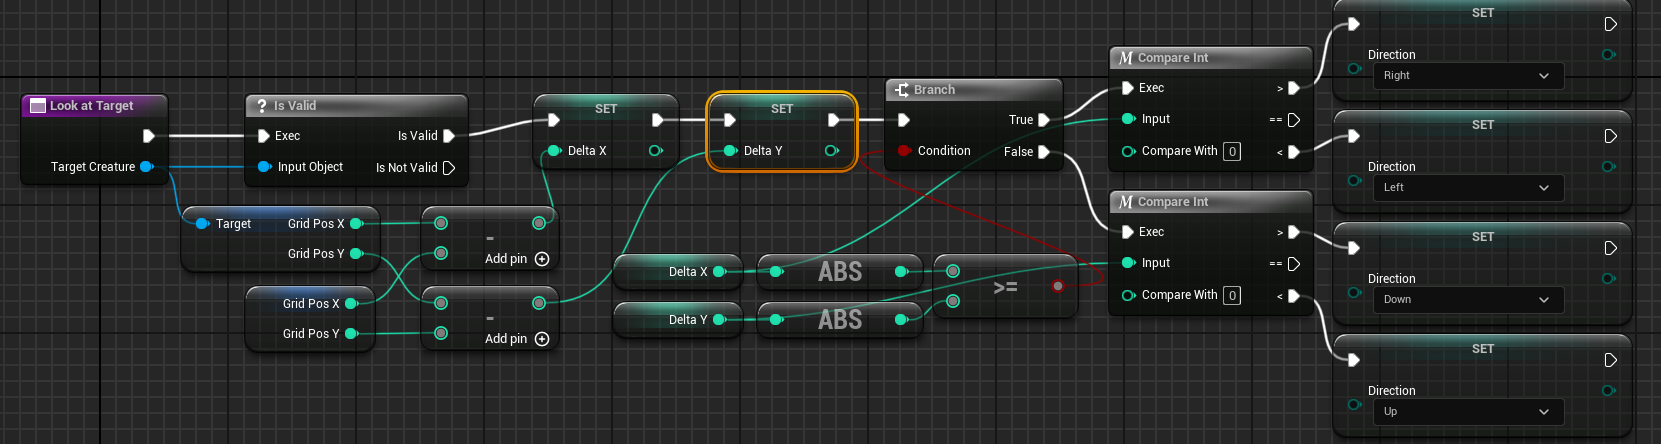 Look at Target
Target Creature
? Is Valid
Exec
Is Valid
Input Object
Is Not Valid
Target
Grid Pos X
Grid Pos Y
Grid Pos X
Grid Pos Y
-
Add pin
-
Add pin
SET
Delta X
SET
Delta Y
Delta X
ABS
Delta Y
ABS
>=
Branch
True
Condition
False
Compare Int
Exec
>
Input
==
Compare With 0
<
Compare Int
Exec
>
Input
==
Compare With 0
<
SET
Direction
Right
SET
Direction
Left
SET
Direction
Down
SET
Direction
Up